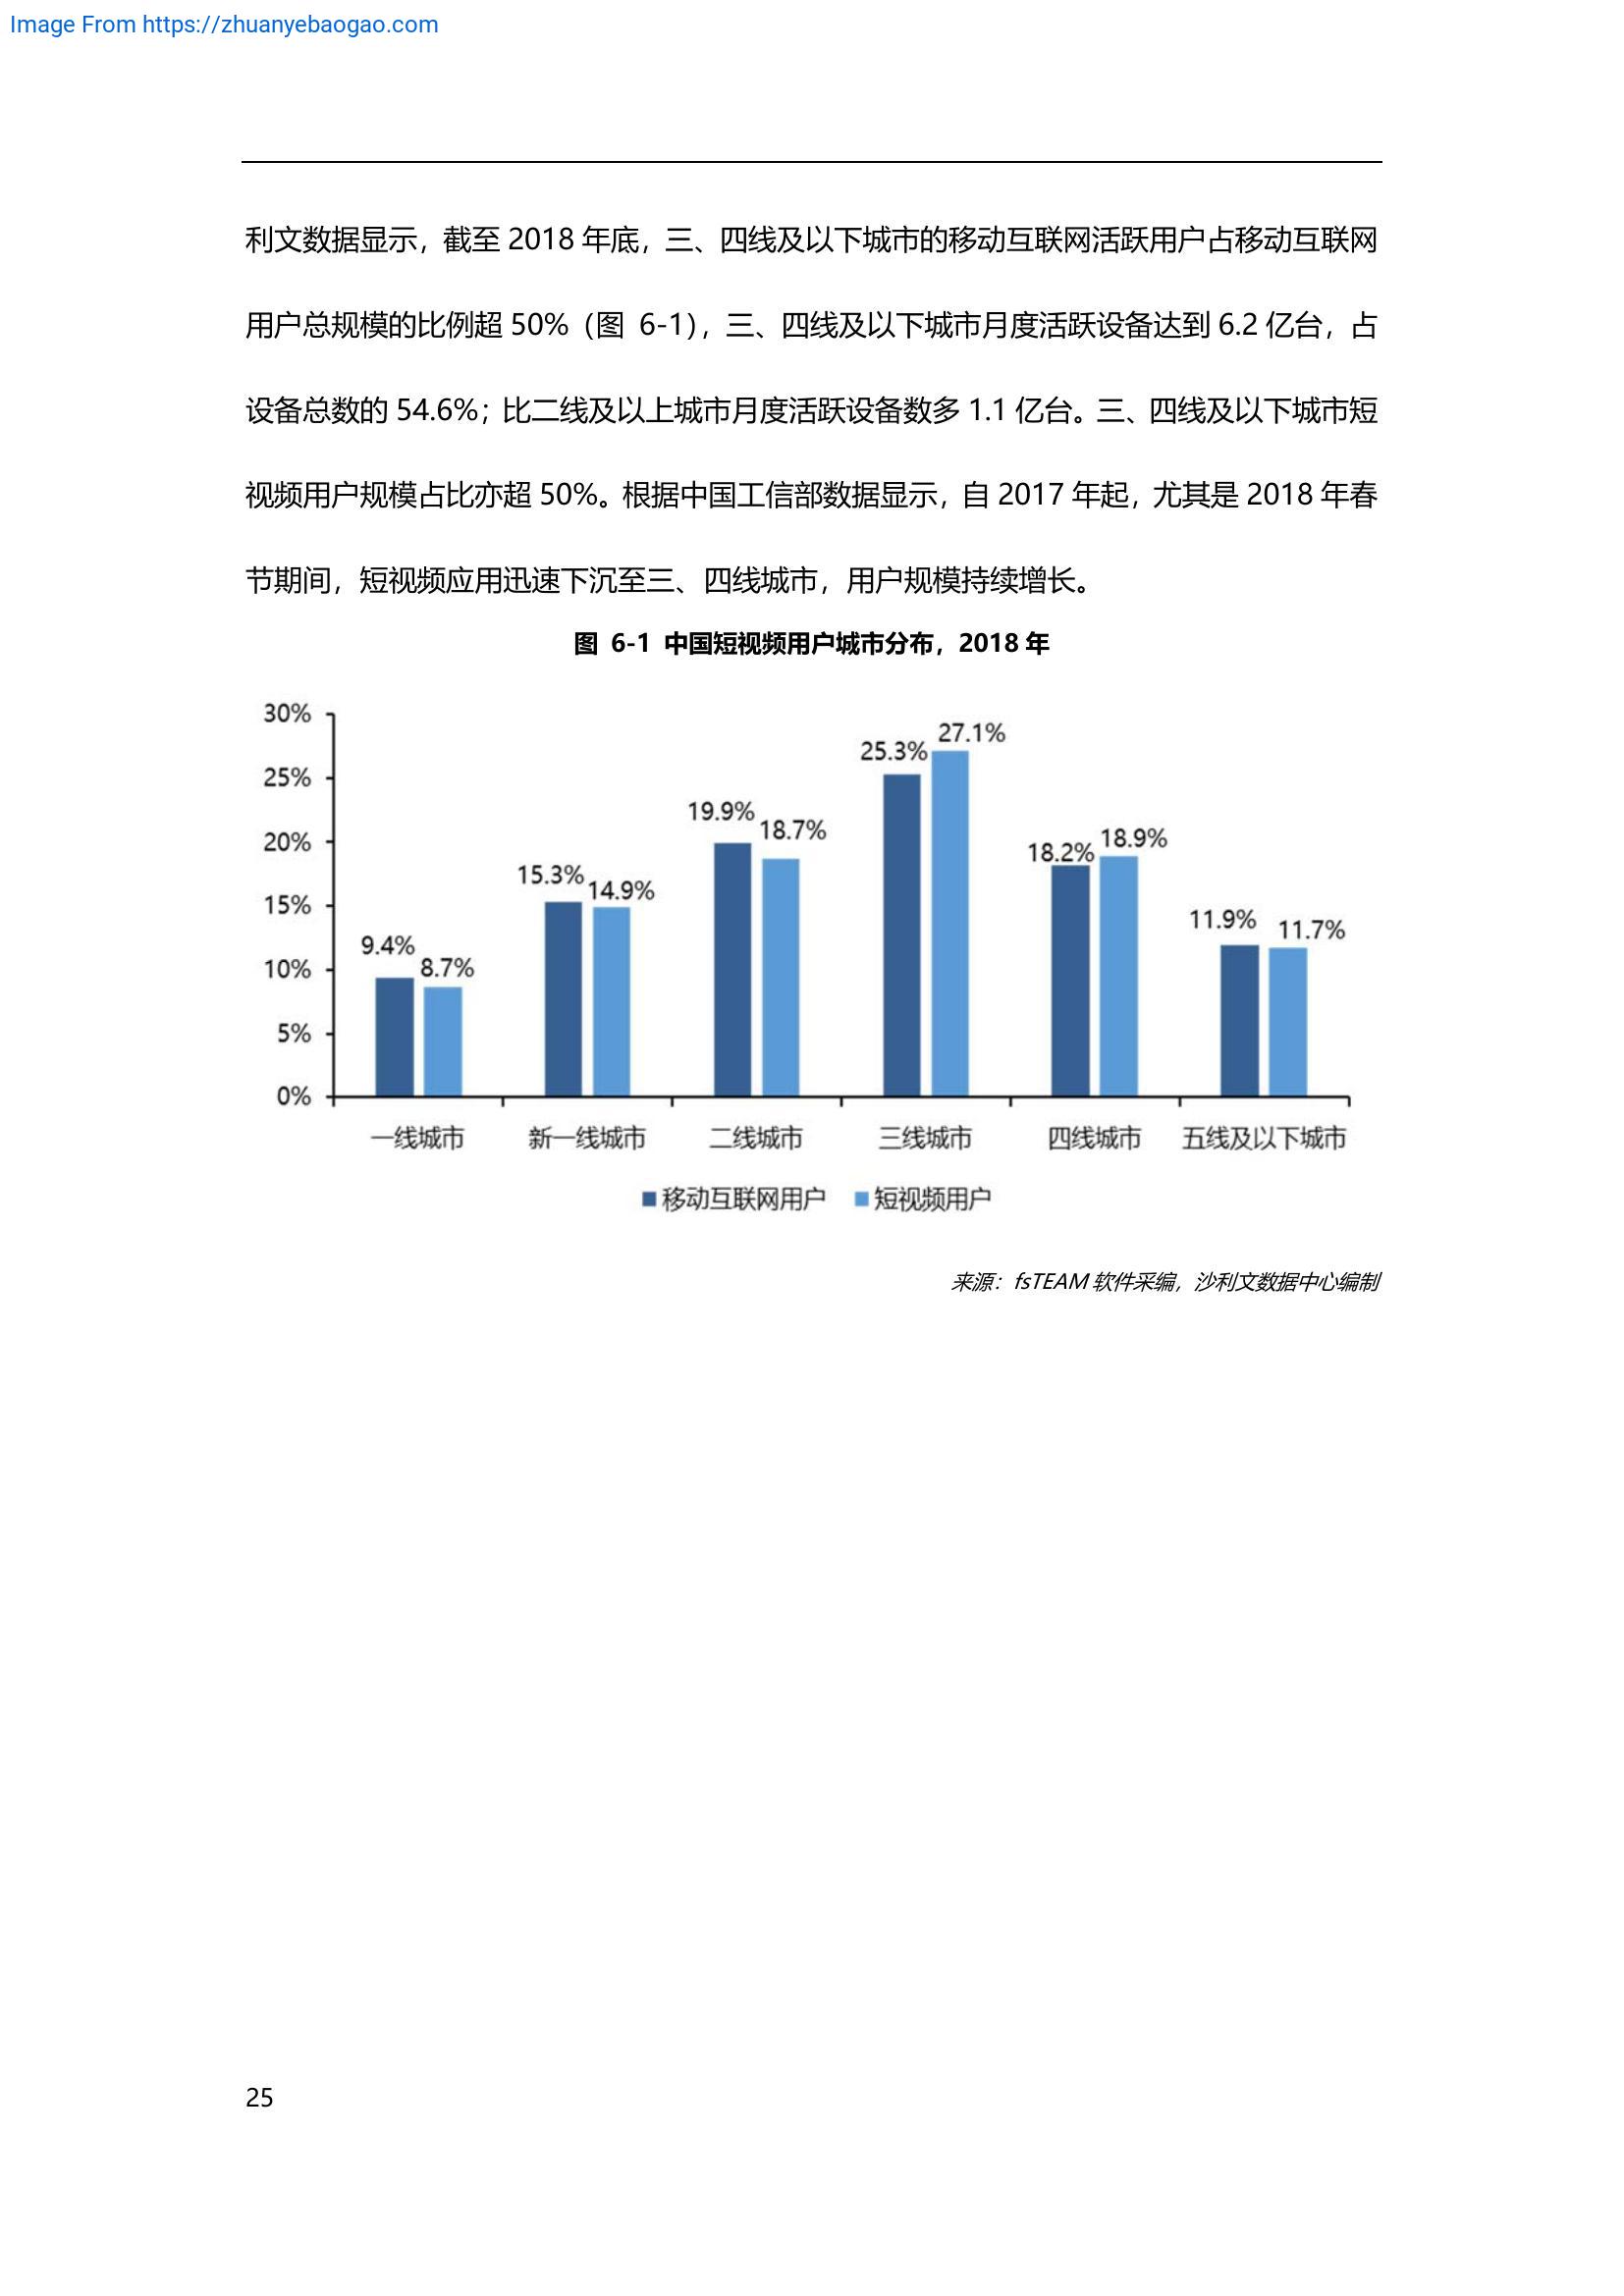 Image From https://zhuanyebaogao.com
利文数据显示，截至 2018 年底，三、四线及以下城市的移动互联网活跃用户占移动互联网
用户总规模的比例超 50%（图 6-1），三、四线及以下城市月度活跃设备达到 6.2 亿台，占
设备总数的 54.6%；比二线及以上城市月度活跃设备数多 1.1 亿台。三、四线及以下城市短
视频用户规模占比亦超 50%。根据中国工信部数据显示，自 2017 年起，尤其是 2018 年春
节期间，短视频应用迅速下沉至三、四线城市，用户规模持续增长。
图 6-1 中国短视频用户城市分布，2018 年
30%
25%
20%
15%
10%
5%
0%
9.4% 8.7%
15.3% 14.9%
19.9% 18.7%
25.3% 27.1%
18.2% 18.9%
11.9% 11.7%
一线城市 新一线城市 二线城市 三线城市 四线城市 五线及以下城市
移动互联网用户 短视频用户
来源：fsTEAM 软件采编，沙利文数据中心编制
25